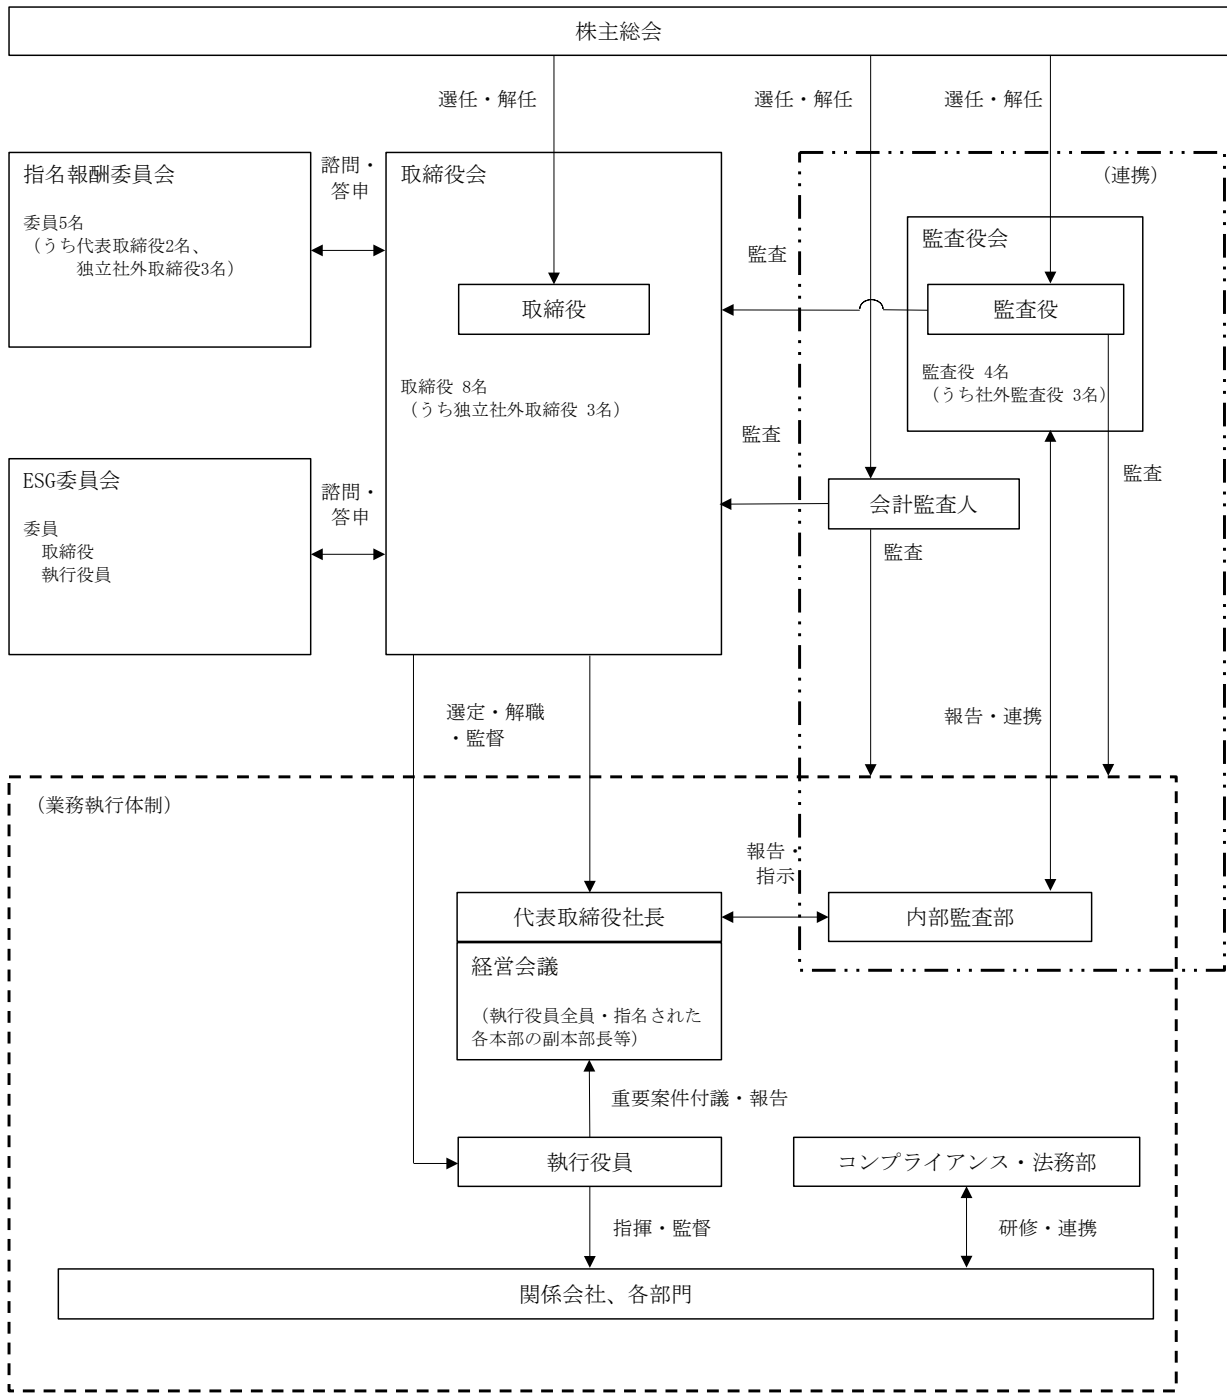 株主総会
選任・解任
選任・解任
選任・解任
指名報酬委員会
委員5名
（うち代表取締役2名、
独立社外取締役3名）
諮問・
答申
取締役会
取締役
取締役 8名
（うち独立社外取締役 3名）
監査
監査
（連携）
監査役会
監査役
監査役 4名
（うち社外監査役 3名）
ESG委員会
委員
取締役
執行役員
諮問・
答申
会計監査人
監査
監査
選定・解職
・監督
報告・連携
（業務執行体制）
報告・
指示
代表取締役社長
内部監査部
経営会議
（執行役員全員・指名された
各本部の副本部長等）
重要案件付議・報告
執行役員
コンプライアンス・法務部
指揮・監督
研修・連携
関係会社、各部門